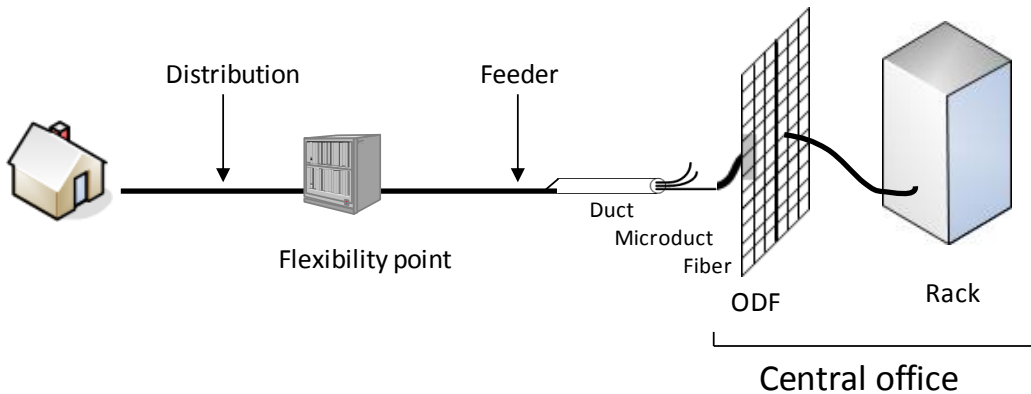 Distribution
Feeder
Flexibility point
Duct
Microduct
Fiber
ODF
Rack
Central office